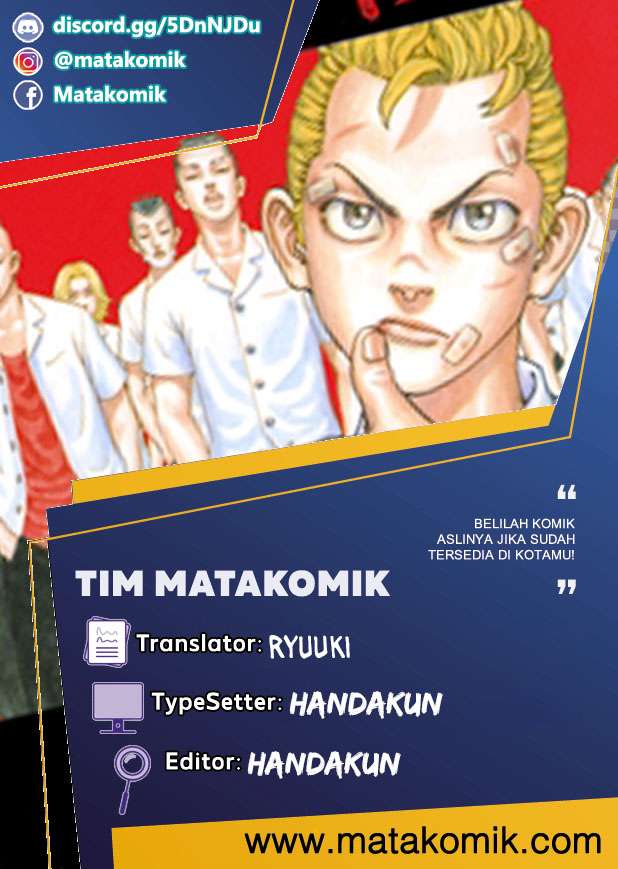 discord.gg/5DnNJDu
@matakomik
Matakomik
“
BELILAH KOMIK
ASLINYA JIKA SUDAH
TERSEDIA DI KOTAMU!
”
TIM MATAKOMIK
Translator: RYUUKI
TypeSetter: HANDAKUN
Editor: HANDAKUN
www.matakomik.com